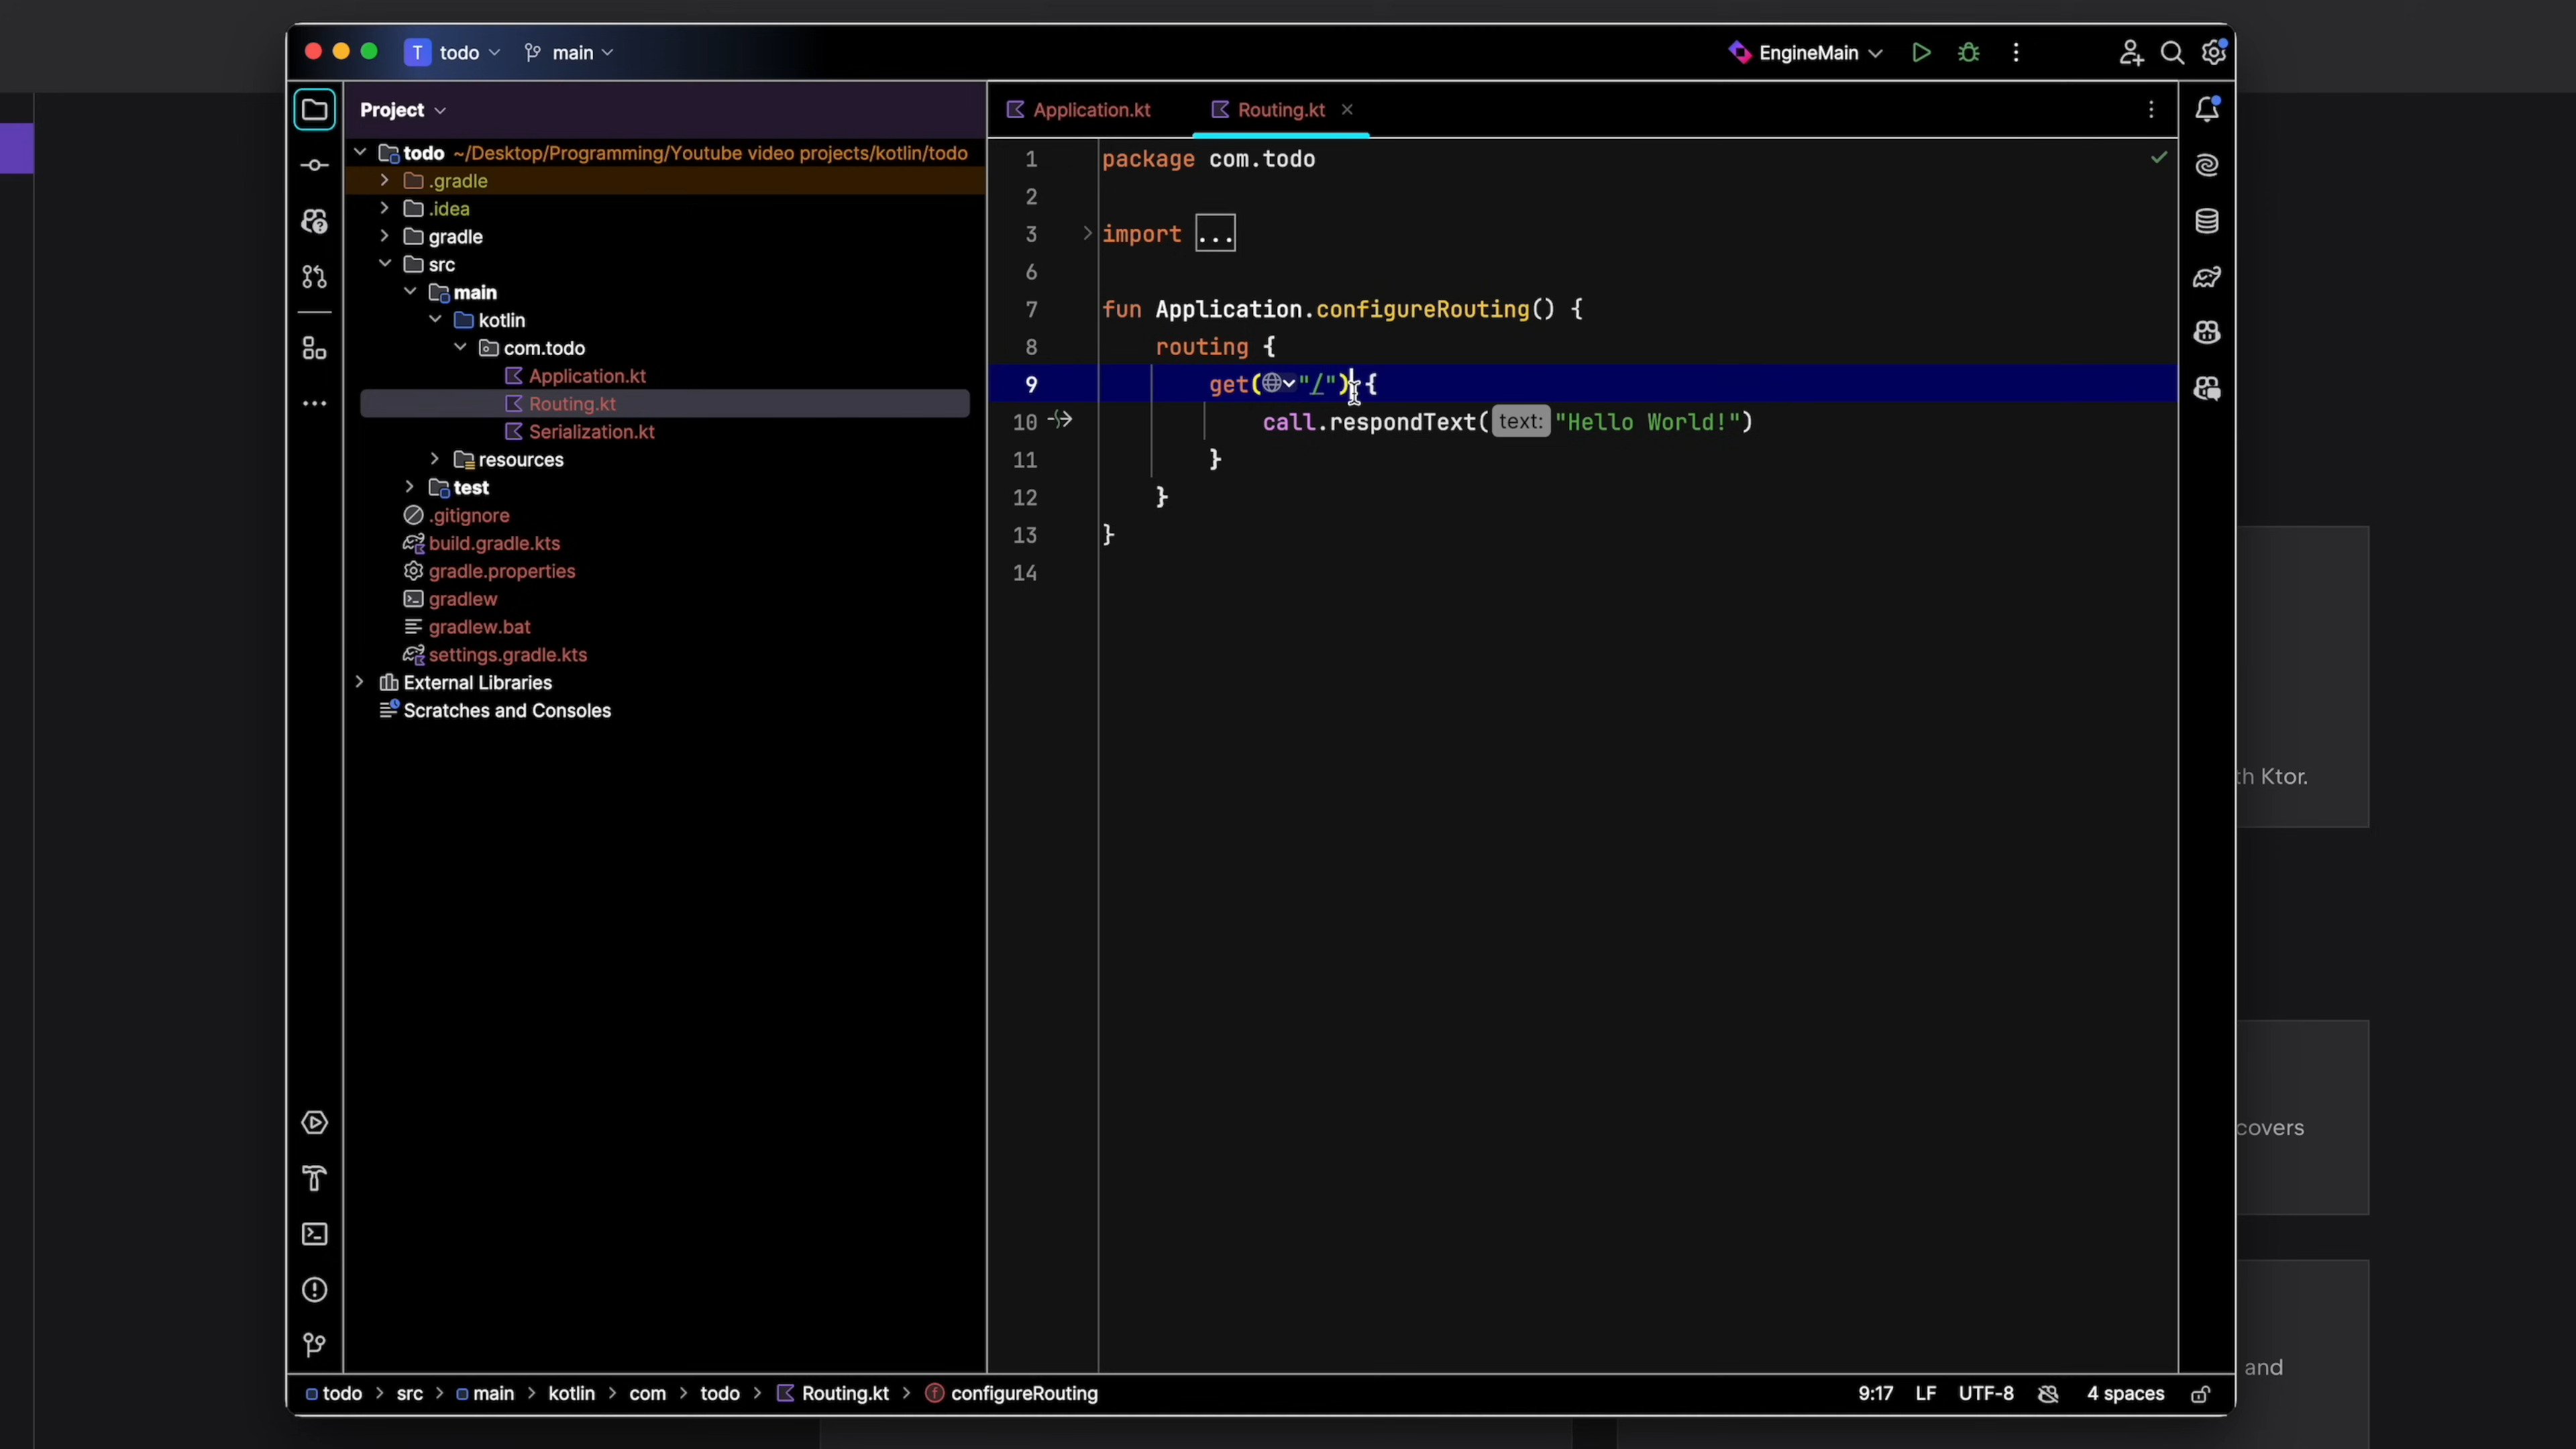 T todo main EngineMain
Project
Application.kt Routing.kt
todo ~/Desktop/Programming/Youtube video projects/kotlin/todo
.gradle
.idea
gradle
src
main
kotlin
com.todo
Application.kt
Routing.kt
Serialization.kt
resources
test
.gitignore
build.gradle.kts
gradle.properties
gradlew
gradlew.bat
settings.gradle.kts
External Libraries
Scratches and Consoles
1 package com.todo
2
3 import ...
6
7 fun Application.configureRouting() {
8 routing {
9 get("/") {
10 call.respondText(text: "Hello World!")
11 }
12 }
13 }
14
th Ktor.
covers
and
todo > src > main > kotlin > com > todo > Routing.kt > configureRouting
9:17 LF UTF-8 4 spaces